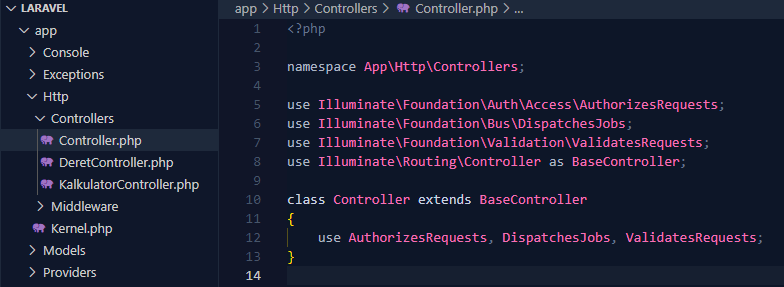 LARAVEL
app
Console
Exceptions
Http
Controllers
Controller.php
DeretController.php
KalkulatorController.php
Middleware
Kernel.php
Models
Providers
app > Http > Controllers > Controller.php > ...
1 <?php
2
3 namespace App\Http\Controllers;
4
5 use Illuminate\Foundation\Auth\Access\AuthorizesRequests;
6 use Illuminate\Foundation\Bus\DispatchesJobs;
7 use Illuminate\Foundation\Validation\ValidatesRequests;
8 use Illuminate\Routing\Controller as BaseController;
9
10 class Controller extends BaseController
11 {
12 use AuthorizesRequests, DispatchesJobs, ValidatesRequests;
13 }
14